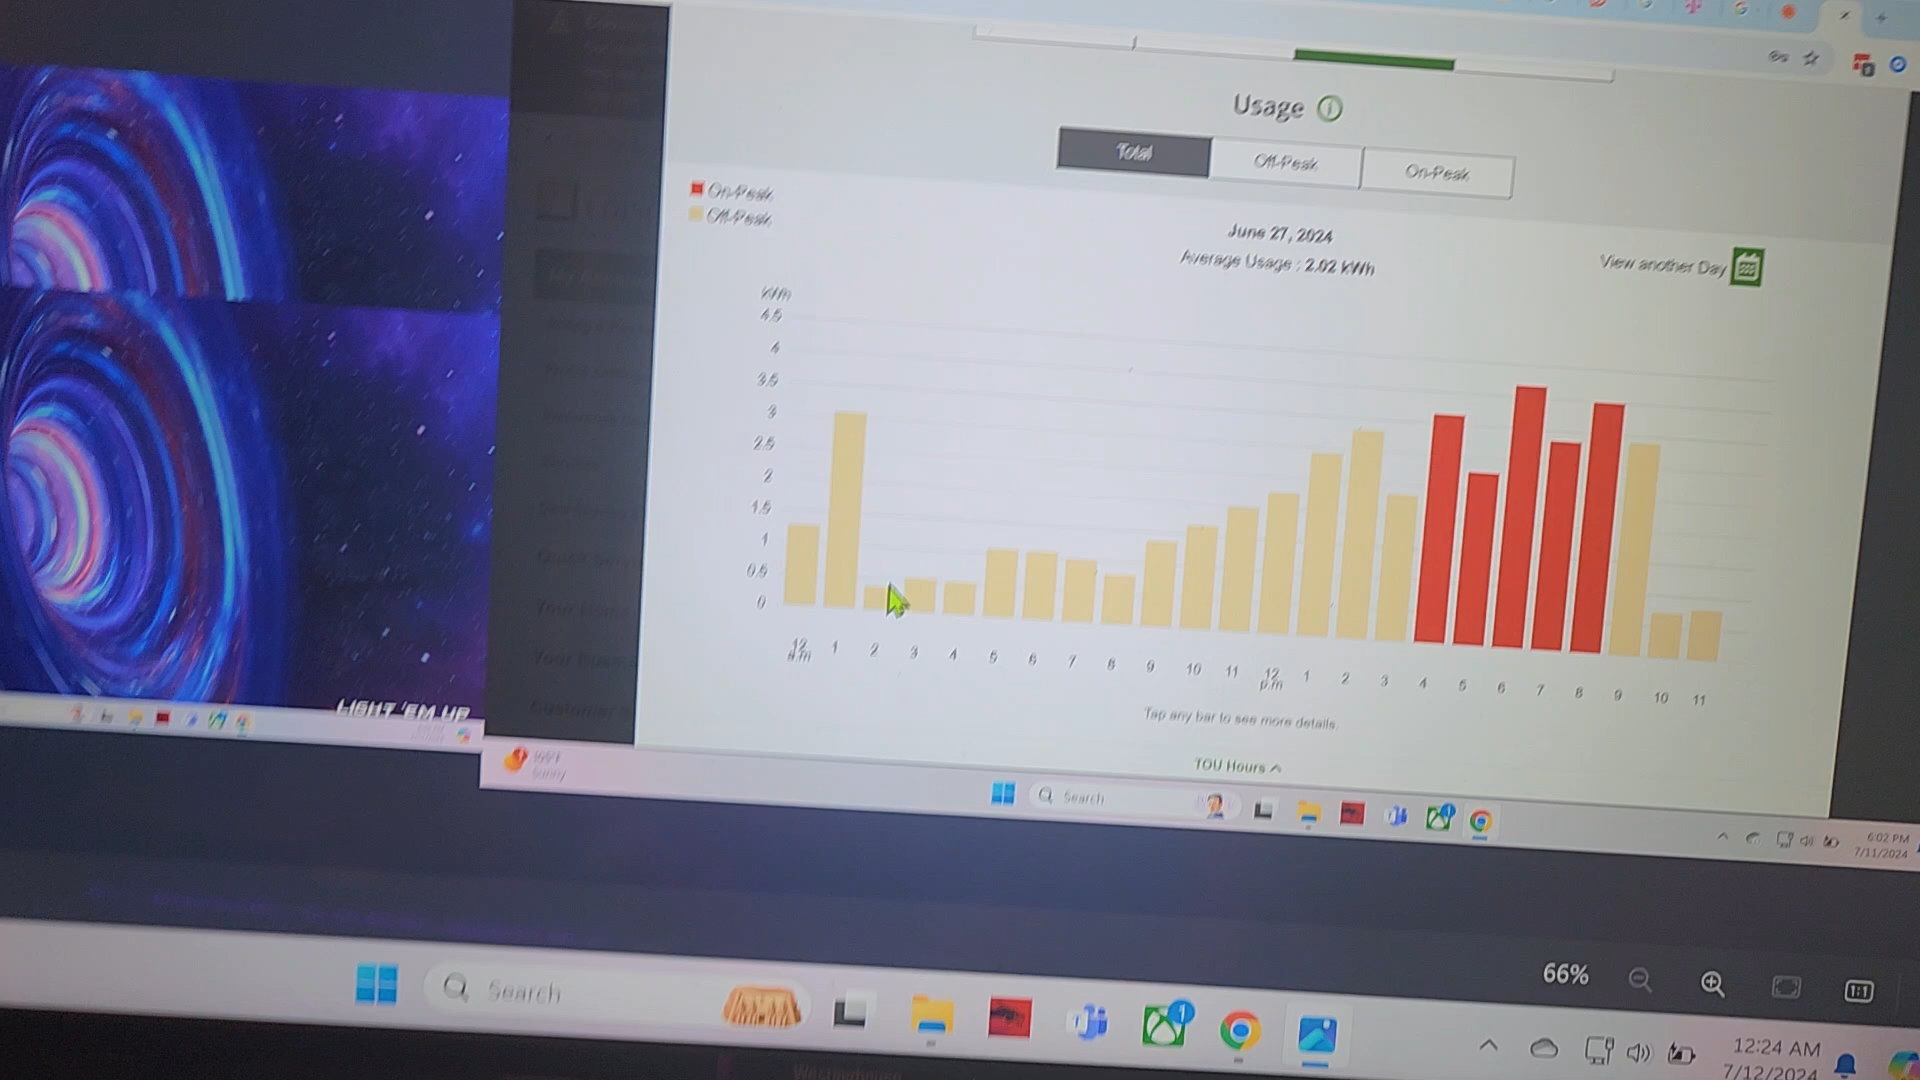 Usage
Total
Off-Peak
On-Peak
On-Peak
Off-Peak
June 27, 2024
Average Usage : 2.02 kWh
View another Day
kWh
4.5
4
3.5
3
2.5
2
1.5
1
0.5
0
12 1 2 3 4 5 6 7 8 9 10 11 12 1 2 3 4 5 6 7 8 9 10 11
a.m p.m
Tap any bar to see more details.
TOU Hours
LIGHT 'EM UP
Sunny
Search
6:02 PM
7/11/2024
66%
1:1
Search
1
12:24 AM
7/12/2024